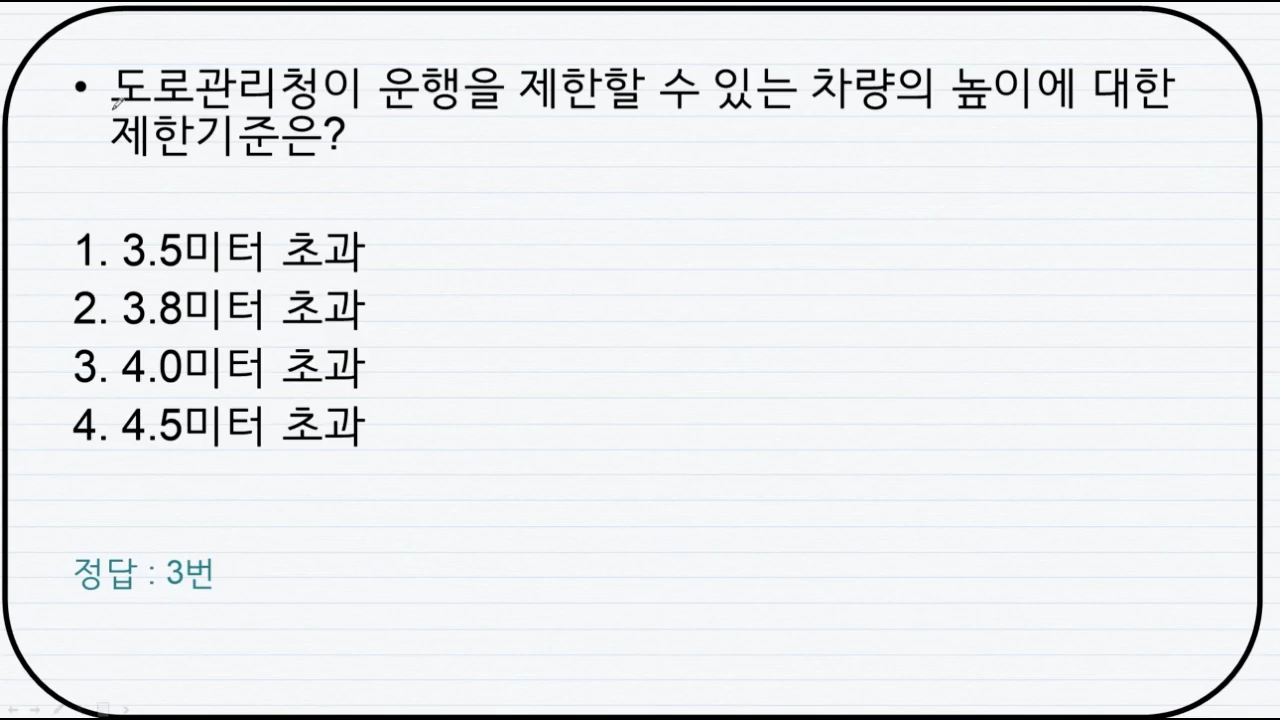 • 도로관리청이 운행을 제한할 수 있는 차량의 높이에 대한
제한기준은?
1. 3.5미터 초과
2. 3.8미터 초과
3. 4.0미터 초과
4. 4.5미터 초과
정답 : 3번